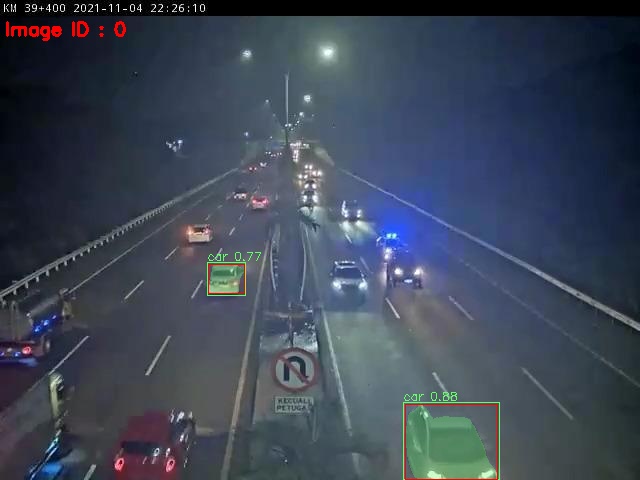 KM 39+400 2021-11-04 22:26:10
Image ID : 0
car 0.77
car 0.88
KECUALI
PETUGAS